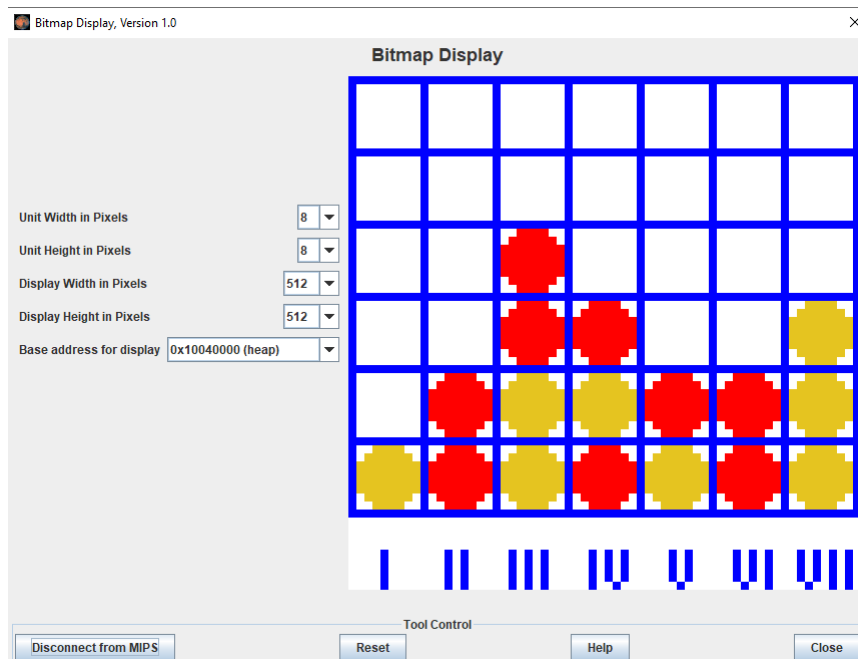 Bitmap Display, Version 1.0
Bitmap Display
Unit Width in Pixels 8
Unit Height in Pixels 8
Display Width in Pixels 512
Display Height in Pixels 512
Base address for display 0x10040000 (heap)
I II III IV V VI VII
Tool Control
Disconnect from MIPS Reset Help Close